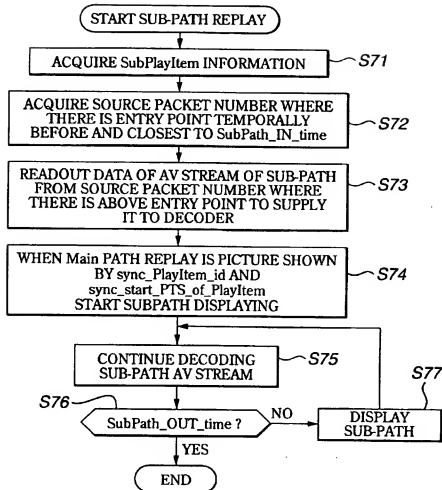 START SUB-PATH REPLAY
ACQUIRE SubPlayItem INFORMATION
S71
ACQUIRE SOURCE PACKET NUMBER WHERE
THERE IS ENTRY POINT TEMPORALLY
BEFORE AND CLOSEST TO SubPath_IN_time
S72
READOUT DATA OF AV STREAM OF SUB-PATH
FROM SOURCE PACKET NUMBER WHERE
THERE IS ABOVE ENTRY POINT TO SUPPLY
IT TO DECODER
S73
WHEN Main PATH REPLAY IS PICTURE SHOWN
BY sync_PlayItem_id AND
sync_start_PTS_of_PlayItem
START SUBPATH DISPLAYING
S74
CONTINUE DECODING
SUB-PATH AV STREAM
S75
S76
SubPath_OUT_time ?
NO
S77
DISPLAY
SUB-PATH
YES
END